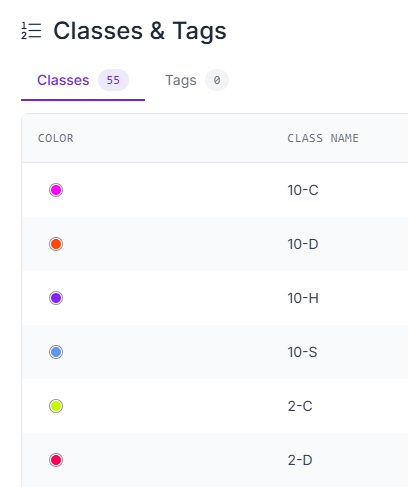 Classes & Tags
Classes 55 Tags 0
COLOR CLASS NAME
10-C
10-D
10-H
10-S
2-C
2-D